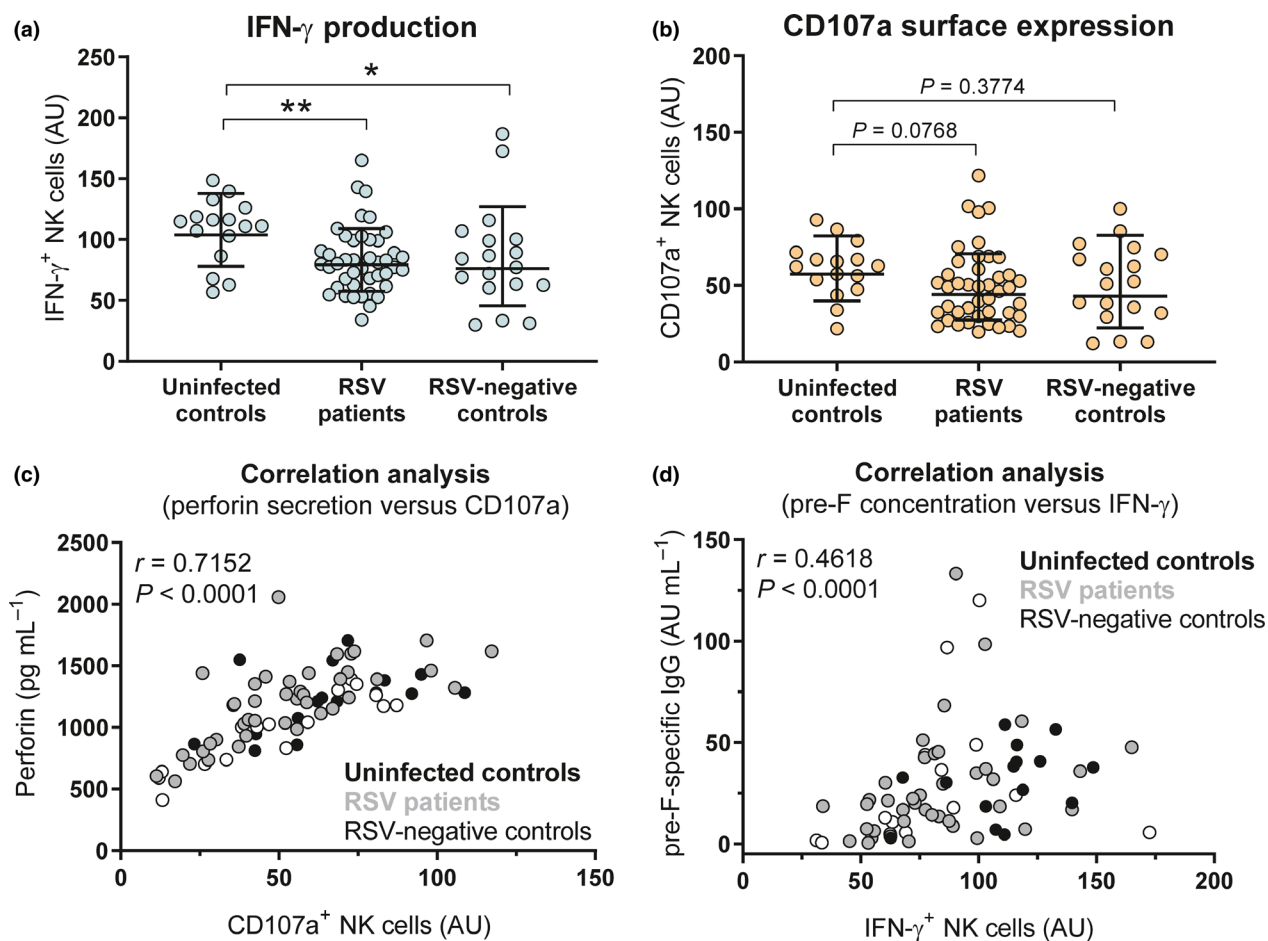 (a)
IFN-γ production
IFN-γ+ NK cells (AU)
250
200
150
100
50
0
*
**
Uninfected controls
RSV patients
RSV-negative controls
(b)
CD107a surface expression
CD107a+ NK cells (AU)
200
150
100
50
0
P = 0.3774
P = 0.0768
Uninfected controls
RSV patients
RSV-negative controls
(c)
Correlation analysis
(perforin secretion versus CD107a)
Perforin (pg mL−1)
2500
2000
1500
1000
500
0
r = 0.7152
P < 0.0001
Uninfected controls
RSV patients
RSV-negative controls
0
50
100
150
CD107a+ NK cells (AU)
(d)
Correlation analysis
(pre-F concentration versus IFN-γ)
pre-F-specific IgG (AU mL−1)
150
100
50
0
r = 0.4618
P < 0.0001
Uninfected controls
RSV patients
RSV-negative controls
0
50
100
150
200
IFN-γ+ NK cells (AU)